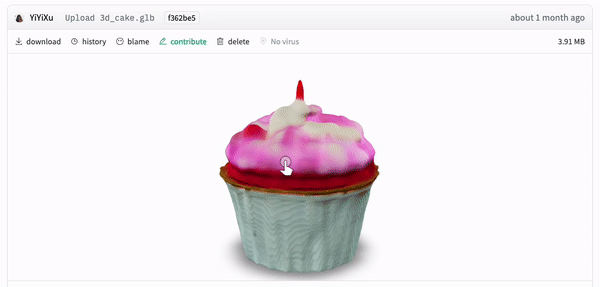 YiYiXu Upload 3d_cake.glb f362be5 about 1 month ago
download history blame contribute delete No virus 3.91 MB